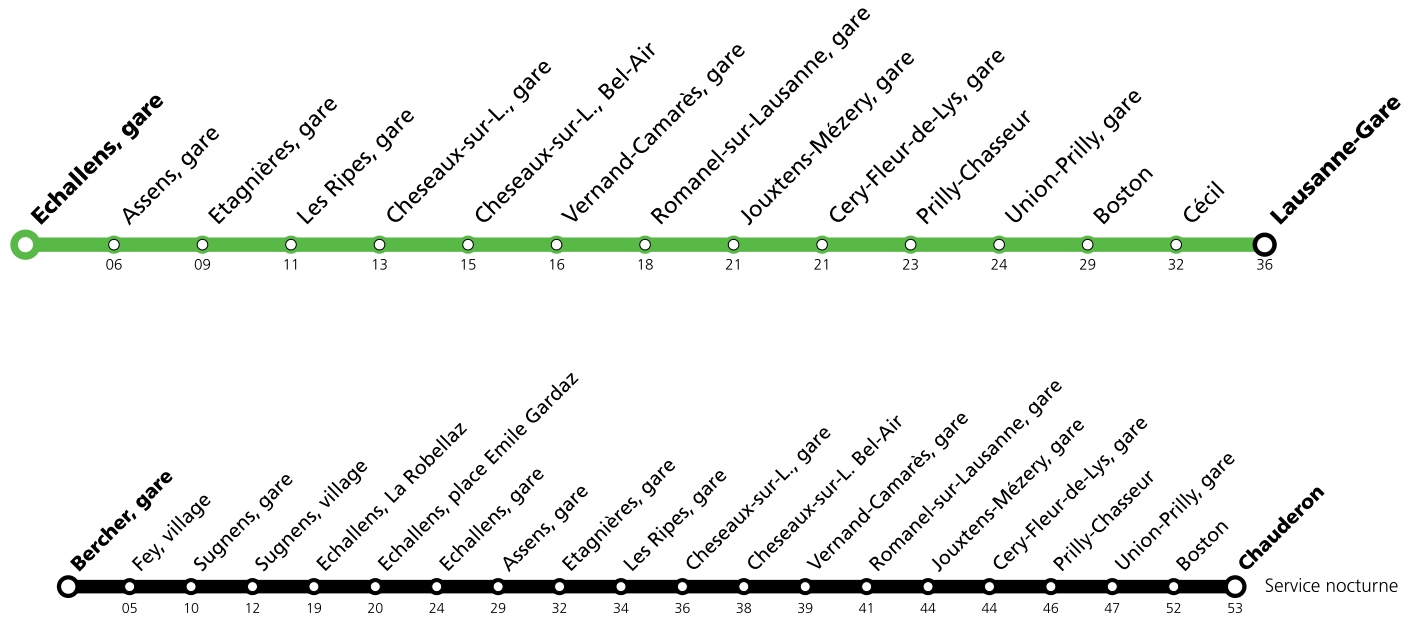 Echallens, gare
Assens, gare
Etagnières, gare
Les Ripes, gare
Cheseaux-sur-L., gare
Cheseaux-sur-L., Bel-Air
Vernand-Camarès, gare
Romanel-sur-Lausanne, gare
Jouxtens-Mézery, gare
Cery-Fleur-de-Lys, gare
Prilly-Chasseur
Union-Prilly, gare
Boston
Cécil
Lausanne-Gare
06 09 11 13 15 16 18 21 21 23 24 29 32 36
Bercher, gare
Fey, village
Sugnens, gare
Sugnens, village
Echallens, La Robellaz
Echallens, place Emile Gardaz
Echallens, gare
Assens, gare
Etagnières, gare
Les Ripes, gare
Cheseaux-sur-L., gare
Cheseaux-sur-L. Bel-Air
Vernand-Camarès, gare
Romanel-sur-Lausanne, gare
Jouxtens-Mézery, gare
Cery-Fleur-de-Lys, gare
Prilly-Chasseur
Union-Prilly, gare
Boston
Chauderon
Service nocturne
05 10 12 19 20 24 29 32 34 36 38 39 41 44 44 46 47 52 53